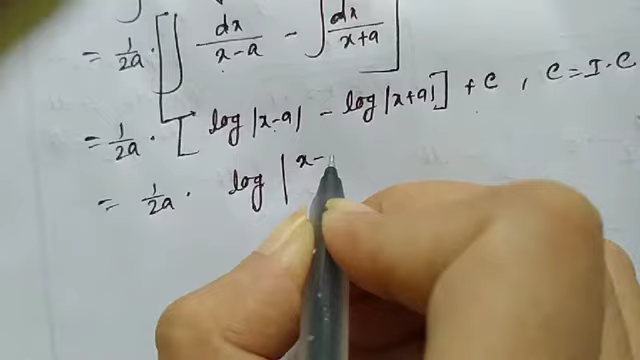 = 1/2a · [∫ dx/x-a - ∫ dx/x+a]
= 1/2a · [log|x-a| - log|x+a|] + C , C = I·C
= 1/2a · log|x-